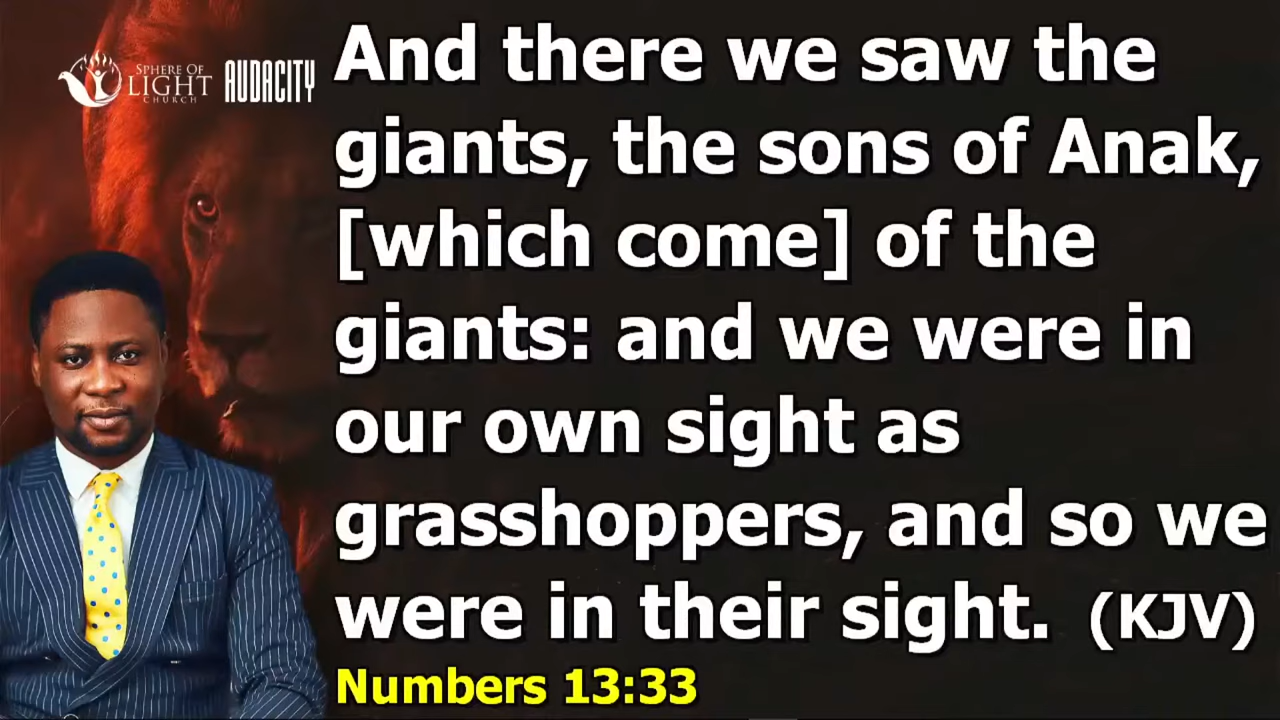 SPHERE OF
LIGHT
CHURCH
AUDACITY
And there we saw the
giants, the sons of Anak,
[which come] of the
giants: and we were in
our own sight as
grasshoppers, and so we
were in their sight. (KJV)
Numbers 13:33